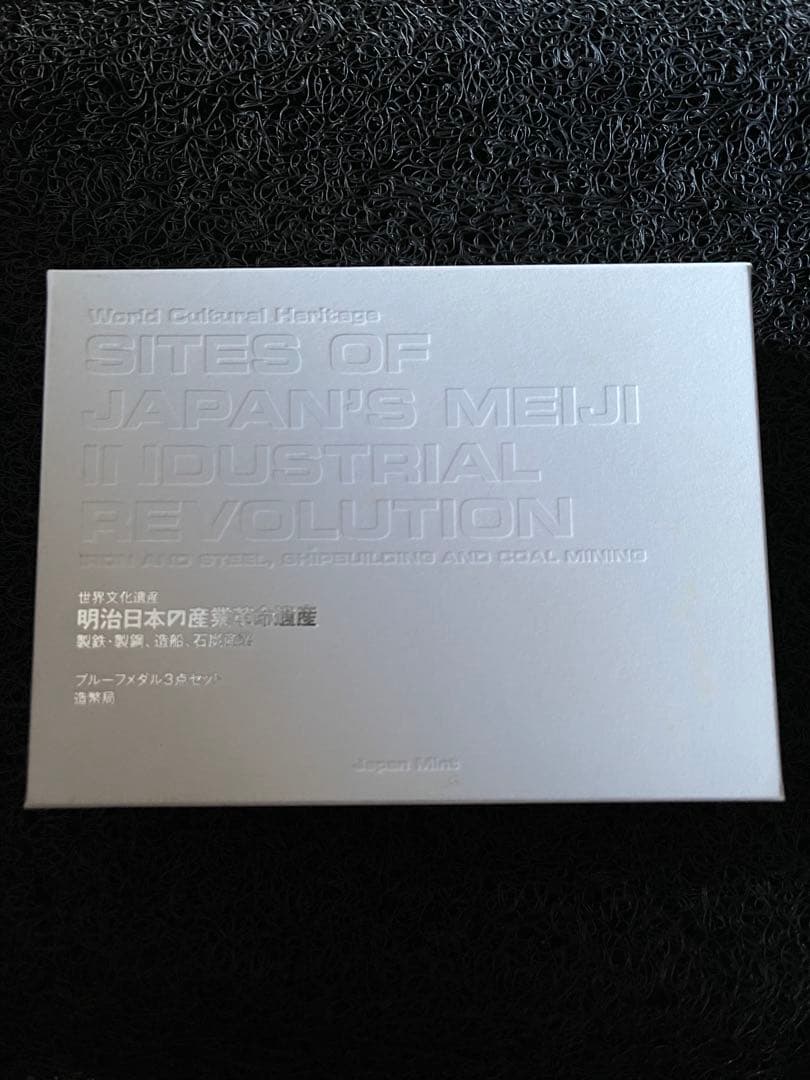 World Cultural Heritage
SITES OF
JAPAN'S MEIJI
INDUSTRIAL
REVOLUTION
IRON AND STEEL, SHIPBUILDING AND COAL MINING
世界文化遺産
明治日本の産業革命遺産
製鉄・製鋼、造船、石炭産業
プルーフメダル3点セット
造幣局
Japan Mint